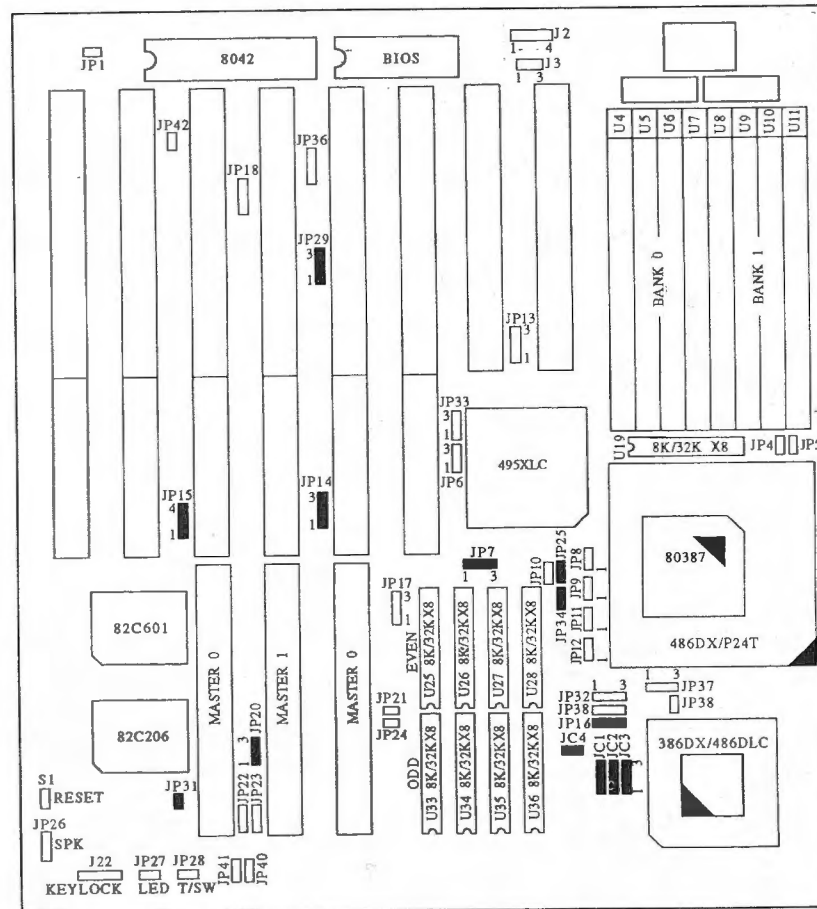 JP1
8042
BIOS
J2
1 - - 4
J3
1 3
JP42
JP36
JP18
JP29
3
1
U4
U5
U6
U7
U8
U9
U10
U11
BANK 0
BANK 1
JP13
3
1
JP33
3
1
3
1
JP6
495XLC
U19
8K/32K X8
JP4
JP5
JP15
4
1
JP14
3
1
JP7
1 3
JP10
JP25
JP34
JP8
1
JP9
1
JP11
1
JP12
1
80387
486DX/P24T
82C601
82C206
MASTER 0
MASTER 1
MASTER 0
JP17
3
1
EVEN
U25 8K/32KX8
U26 8K/32KX8
U27 8K/32KX8
U28 8K/32KX8
JP21
JP24
ODD
U33 8K/32KX8
U34 8K/32KX8
U35 8K/32KX8
U36 8K/32KX8
1 3
JP32
JP38
JP16
JC4
JC1
JC2
JC3
3
1
1 3
JP37
JP38
386DX/486DLC
JP20
3
1
JP22
JP23
JP31
S1
RESET
JP26
SPK
J22
KEYLOCK
JP27
LED
JP28
T/SW
JP41
JP40